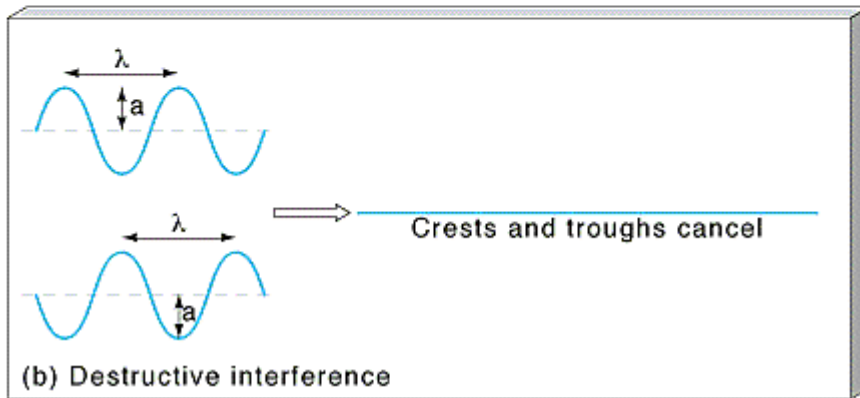 λ
a
λ
a
Crests and troughs cancel
(b) Destructive interference